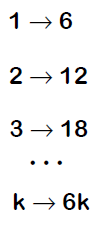 1 → 6
2 → 12
3 → 18
...
k → 6k